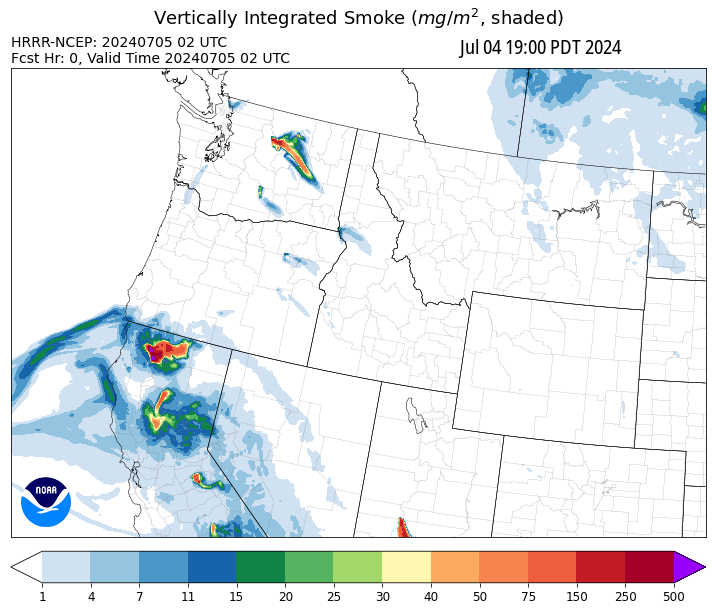 Vertically Integrated Smoke (mg/m², shaded)
HRRR-NCEP: 20240705 02 UTC
Jul 04 19:00 PDT 2024
Fcst Hr: 0, Valid Time 20240705 02 UTC
NOAA
1 4 7 11 15 20 25 30 40 50 75 150 250 500